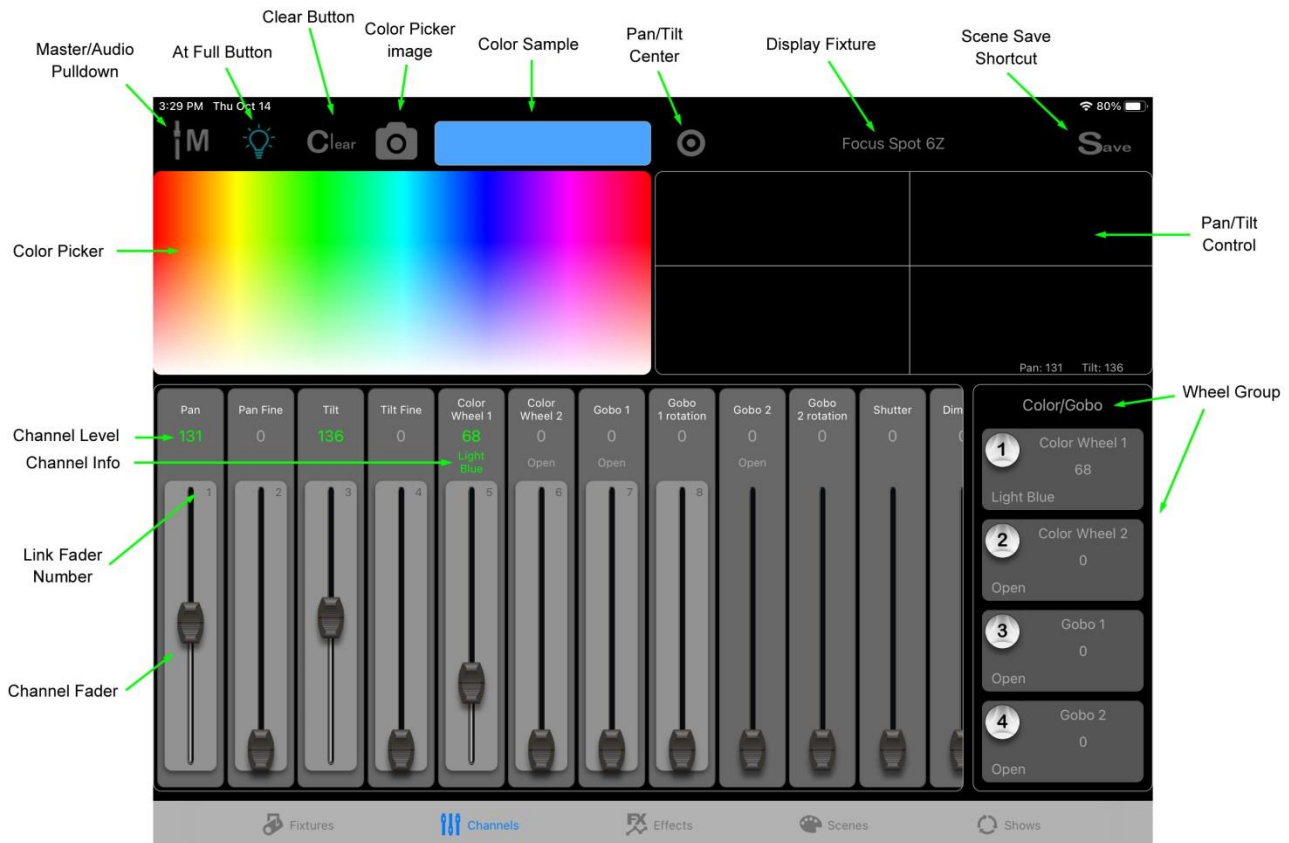 Clear Button
Color Picker
image
Color Sample
Pan/Tilt
Center
Display Fixture
Scene Save
Shortcut
Master/Audio
Pulldown
At Full Button
3:29 PM Thu Oct 14
80%
M
Clear
Focus Spot 6Z
Save
Color Picker
Pan/Tilt
Control
Pan: 131 Tilt: 136
Wheel Group
Channel Level
Channel Info
Link Fader
Number
Channel Fader
Pan
131
1
Pan Fine
0
2
Tilt
136
3
Tilt Fine
0
4
Color
Wheel 1
68
Light
Blue
5
Color
Wheel 2
0
Open
6
Gobo 1
0
Open
7
Gobo
1 rotation
0
8
Gobo 2
0
Open
Gobo
2 rotation
0
Shutter
0
Dim
Color/Gobo
1 Color Wheel 1
68
Light Blue
2 Color Wheel 2
0
Open
3 Gobo 1
0
Open
4 Gobo 2
0
Open
Fixtures
Channels
FX Effects
Scenes
Shows